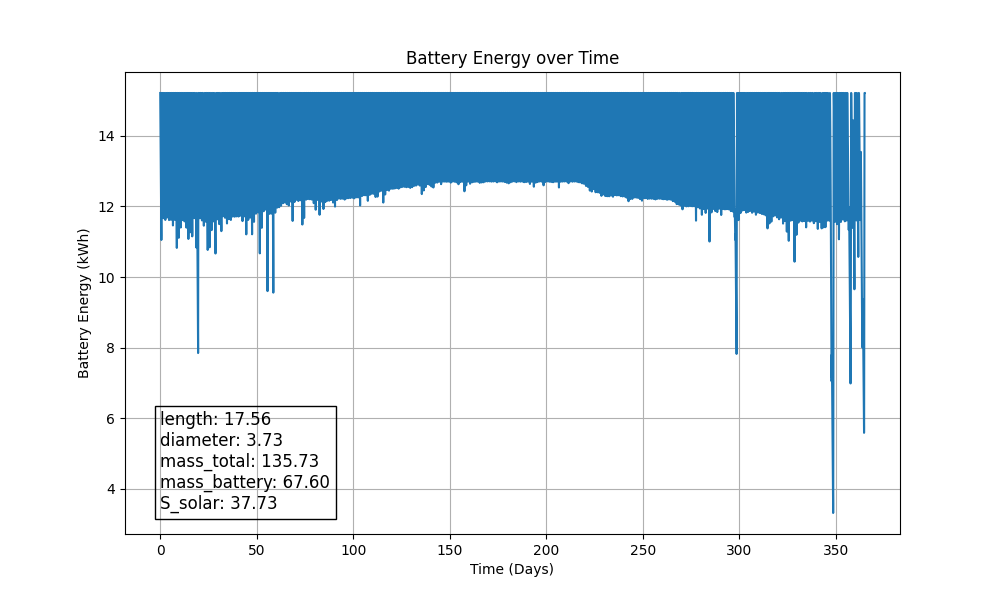 Battery Energy over Time
Battery Energy (kWh)
14
12
10
8
6
4
length: 17.56
diameter: 3.73
mass_total: 135.73
mass_battery: 67.60
S_solar: 37.73
0 50 100 150 200 250 300 350
Time (Days)